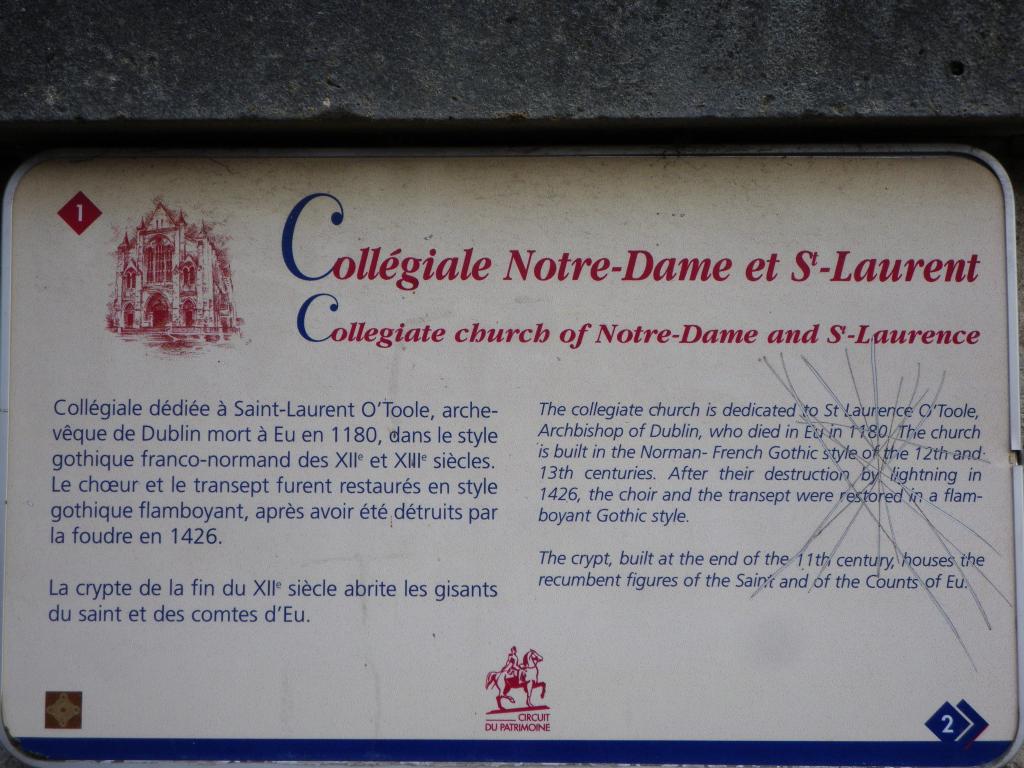 1
Collégiale Notre-Dame et St-Laurent
Collegiate church of Notre-Dame and St-Laurence
Collégiale dédiée à Saint-Laurent O'Toole, arche-
vêque de Dublin mort à Eu en 1180, dans le style
gothique franco-normand des XIIe et XIIIe siècles.
Le chœur et le transept furent restaurés en style
gothique flamboyant, après avoir été détruits par
la foudre en 1426.
La crypte de la fin du XIIe siècle abrite les gisants
du saint et des comtes d'Eu.
The collegiate church is dedicated to St Laurence O'Toole,
Archbishop of Dublin, who died in Eu in 1180. The church
is built in the Norman- French Gothic style of the 12th and
13th centuries. After their destruction by lightning in
1426, the choir and the transept were restored in a flam-
boyant Gothic style.
The crypt, built at the end of the 11th century, houses the
recumbent figures of the Saint and of the Counts of Eu.
CIRCUIT
DU PATRIMOINE
2